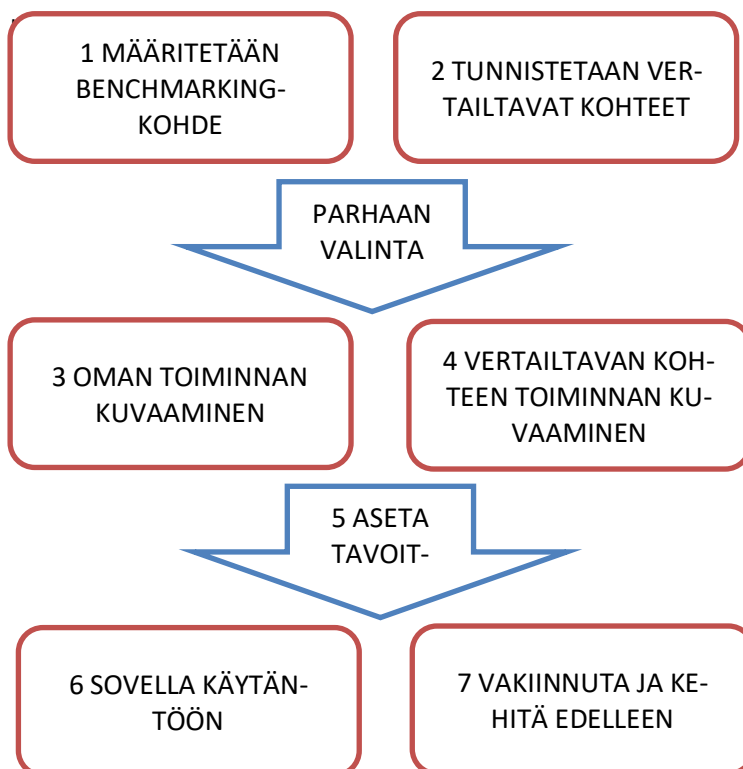 1 MÄÄRITETÄÄN
BENCHMARKING-
KOHDE
2 TUNNISTETAAN VER-
TAILTAVAT KOHTEET
PARHAAN
VALINTA
3 OMAN TOIMINNAN
KUVAAMINEN
4 VERTAILTAVAN KOH-
TEEN TOIMINNAN KU-
VAAMINEN
5 ASETA
TAVOIT-
6 SOVELLA KÄYTÄN-
TÖÖN
7 VAKIINNUTA JA KE-
HITÄ EDELLEEN